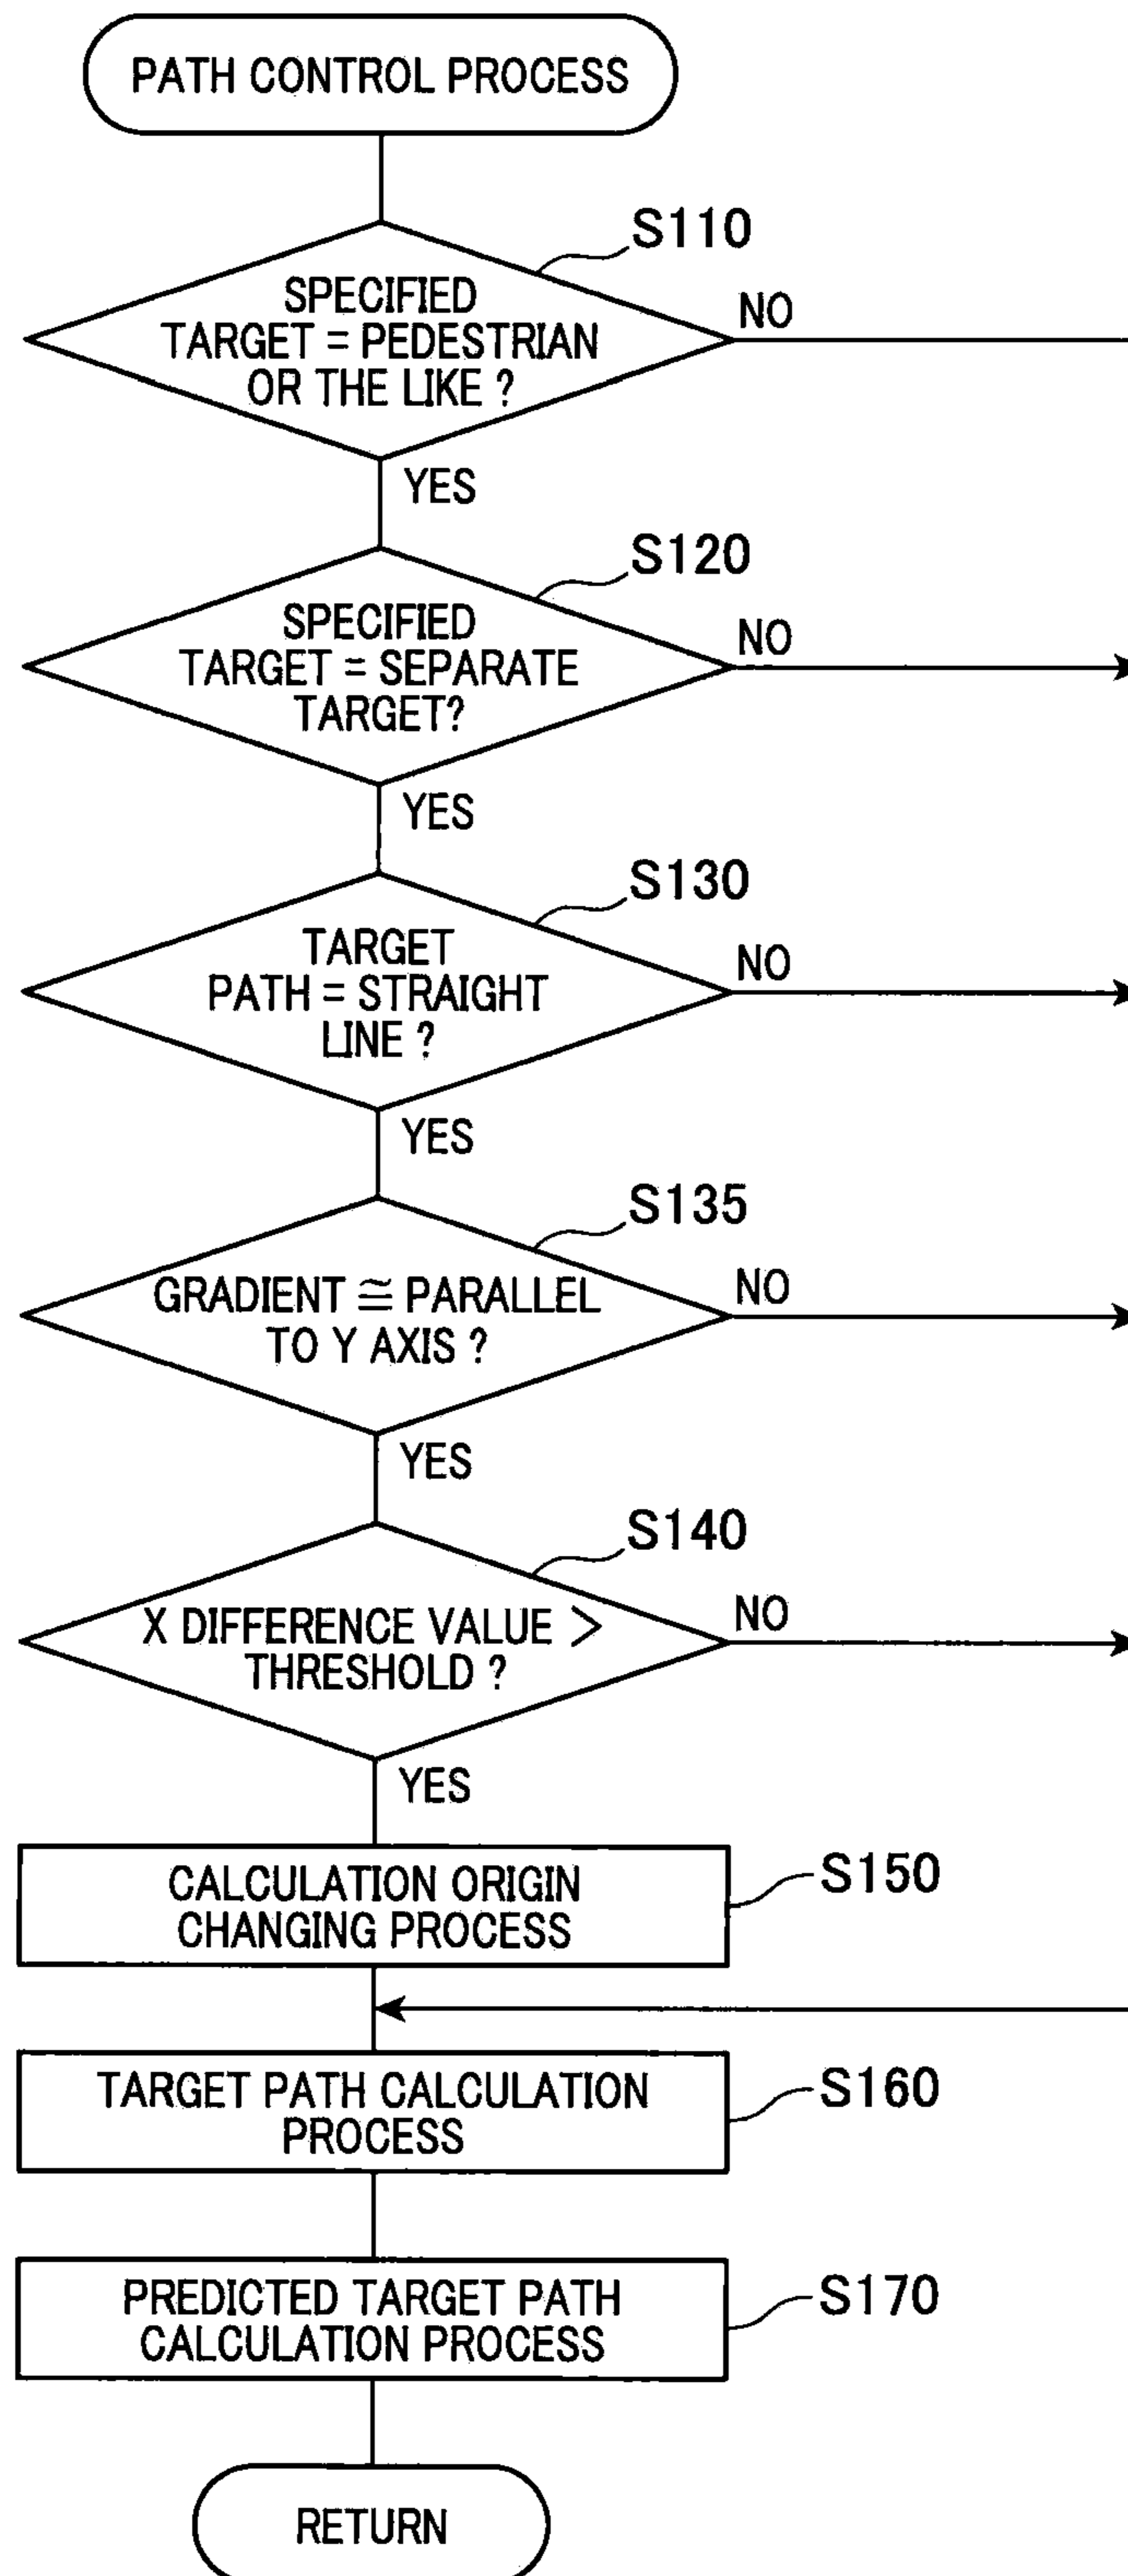 PATH CONTROL PROCESS
S110
SPECIFIED
TARGET = PEDESTRIAN
OR THE LIKE ?
NO
YES
S120
SPECIFIED
TARGET = SEPARATE
TARGET?
NO
YES
S130
TARGET
PATH = STRAIGHT
LINE ?
NO
YES
S135
GRADIENT ≅ PARALLEL
TO Y AXIS ?
NO
YES
S140
X DIFFERENCE VALUE >
THRESHOLD ?
NO
YES
CALCULATION ORIGIN
CHANGING PROCESS
S150
TARGET PATH CALCULATION
PROCESS
S160
PREDICTED TARGET PATH
CALCULATION PROCESS
S170
RETURN